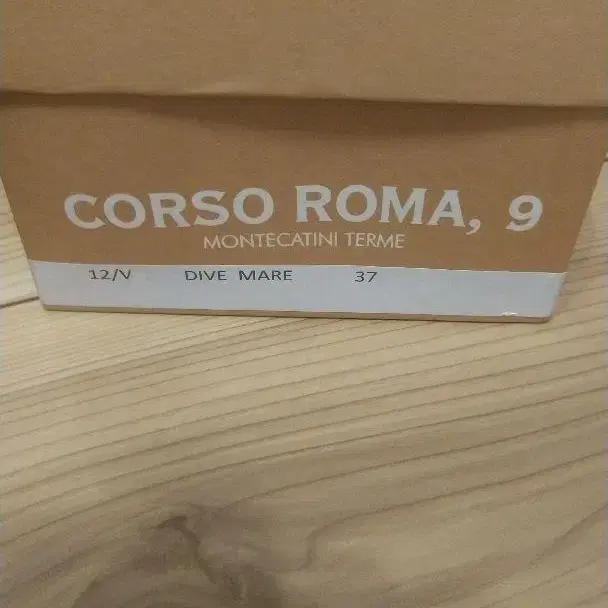 CORSO ROMA, 9
MONTECATINI TERME
12/V DIVE MARE 37